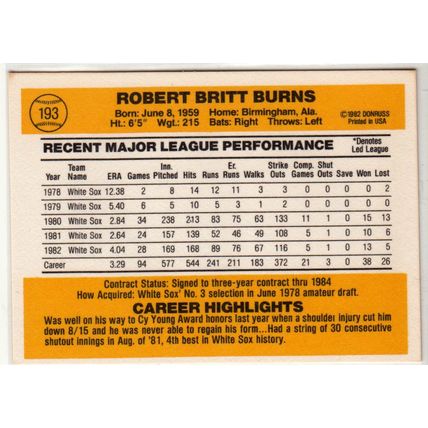 193
ROBERT BRITT BURNS
Born: June 8, 1959 Home: Birmingham, Ala.
Ht.: 6'5" Wgt.: 215 Bats: Right Throws: Left
©1982 DONRUSS
Printed in USA
RECENT MAJOR LEAGUE PERFORMANCE
*Denotes
Led League
Year Team Name ERA Games Inn. Pitched Hits Runs Er. Runs Walks Strike Outs Comp. Games Shut Outs Save Won Lost
1978 White Sox 12.38 2 8 14 12 11 3 3 0 0 0 0 2
1979 White Sox 5.40 6 5 10 5 3 1 2 0 0 0 0 0
1980 White Sox 2.84 34 238 213 83 75 63 133 11 1 0 15 13
1981 White Sox 2.64 24 157 139 52 46 49 108 5 1 0 10 6
1982 White Sox 4.04 28 169 168 89 76 67 116 5 1 0 13 5
Career 3.29 94 577 544 241 211 183 372 21 3 0 38 26
Contract Status: Signed to three-year contract thru 1984
How Acquired: White Sox' No. 3 selection in June 1978 amateur draft.
CAREER HIGHLIGHTS
Was well on his way to Cy Young Award honors last year when a shoulder injury cut him
down 8/15 and he was never able to regain his form...Had a string of 30 consecutive
shutout innings in Aug. of '81, 4th best in White Sox history.